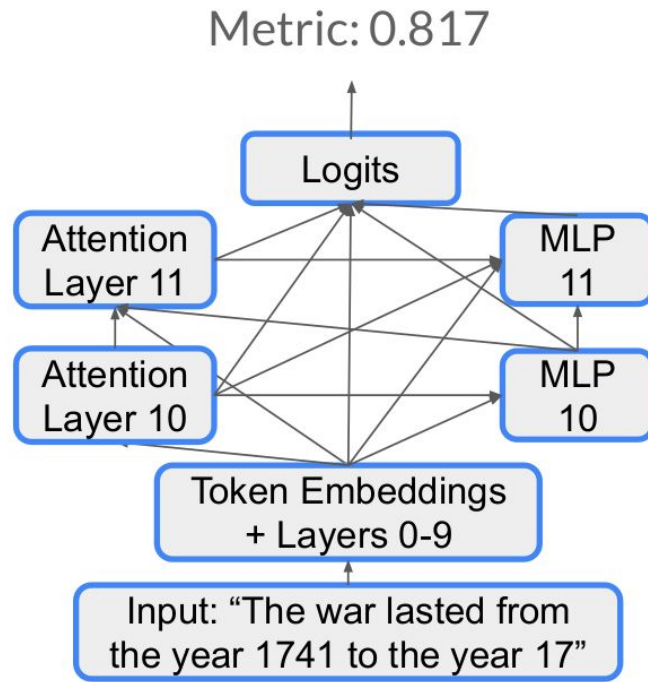 Metric: 0.817
Logits
Attention
Layer 11
MLP
11
Attention
Layer 10
MLP
10
Token Embeddings
+ Layers 0-9
Input: “The war lasted from
the year 1741 to the year 17”